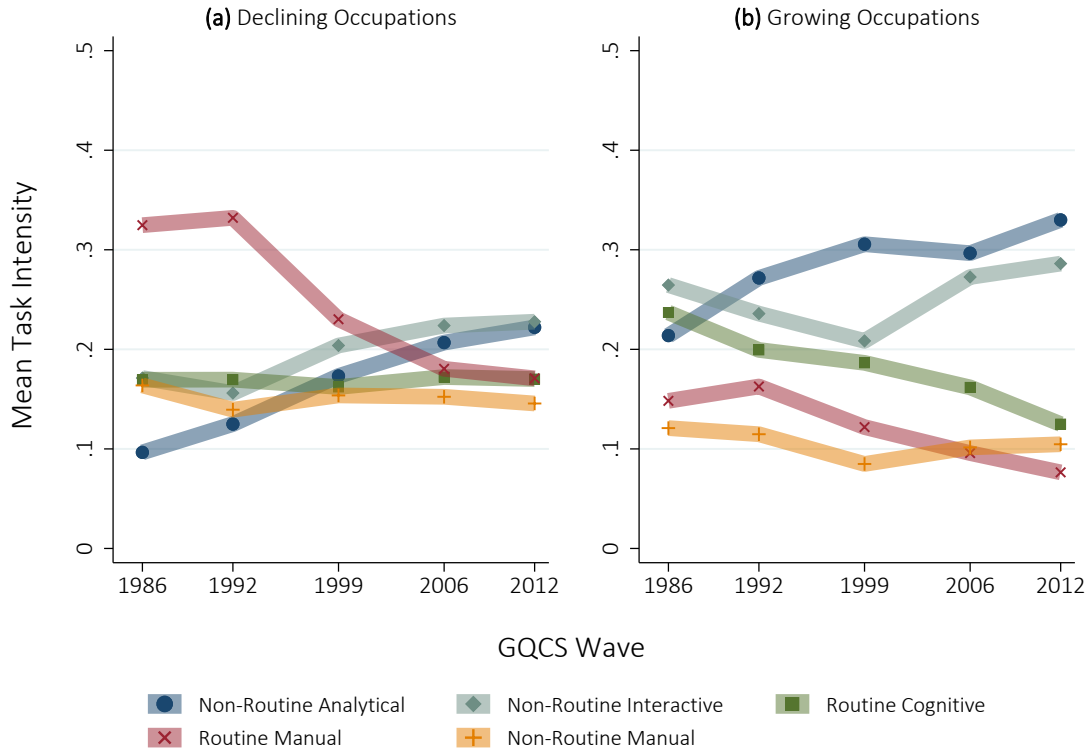 (a) Declining Occupations
(b) Growing Occupations
Mean Task Intensity
.5
.4
.3
.2
.1
0
1986 1992 1999 2006 2012
.5
.4
.3
.2
.1
0
1986 1992 1999 2006 2012
GQCS Wave
Non-Routine Analytical Non-Routine Interactive Routine Cognitive
Routine Manual Non-Routine Manual